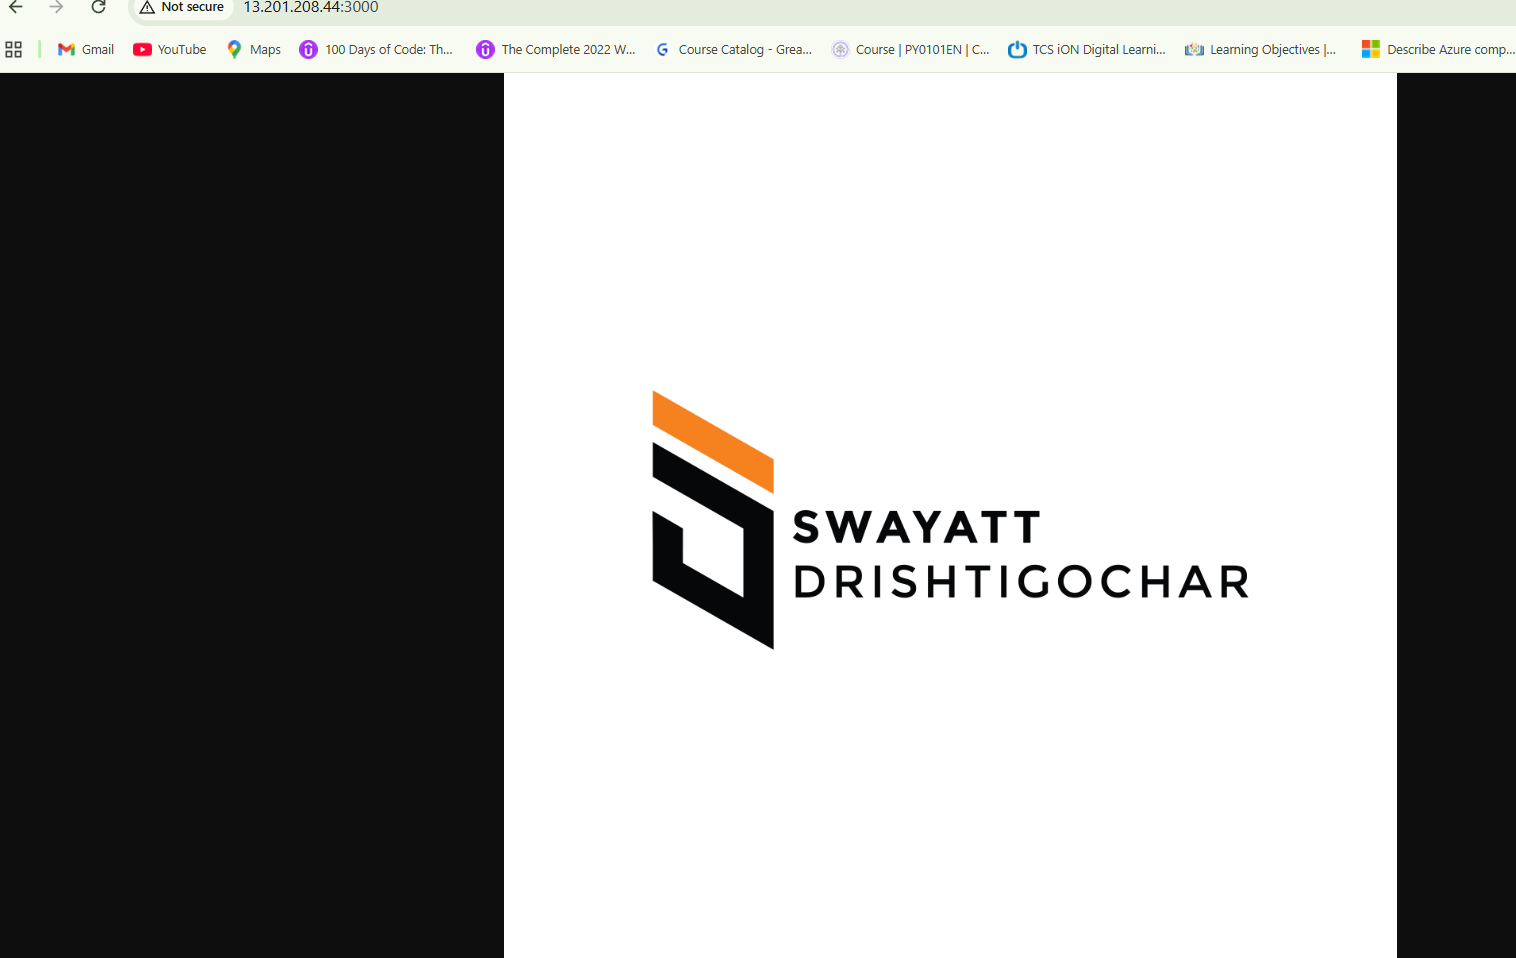 Not secure 13.201.208.44:3000
Gmail YouTube Maps 100 Days of Code: Th... The Complete 2022 W... Course Catalog - Grea... Course | PY0101EN | C... TCS iON Digital Learni... Learning Objectives |... Describe Azure comp...
SWAYATT
DRISHTIGOCHAR